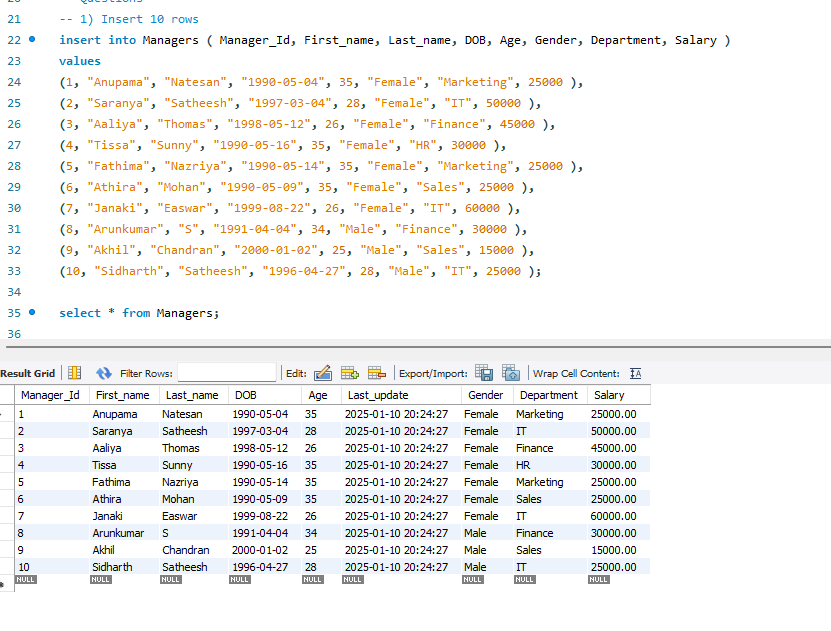 Questions
21 -- 1) Insert 10 rows
22 insert into Managers ( Manager_Id, First_name, Last_name, DOB, Age, Gender, Department, Salary )
23 values
24 (1, "Anupama", "Natesan", "1990-05-04", 35, "Female", "Marketing", 25000 ),
25 (2, "Saranya", "Satheesh", "1997-03-04", 28, "Female", "IT", 50000 ),
26 (3, "Aaliya", "Thomas", "1998-05-12", 26, "Female", "Finance", 45000 ),
27 (4, "Tissa", "Sunny", "1990-05-16", 35, "Female", "HR", 30000 ),
28 (5, "Fathima", "Nazriya", "1990-05-14", 35, "Female", "Marketing", 25000 ),
29 (6, "Athira", "Mohan", "1990-05-09", 35, "Female", "Sales", 25000 ),
30 (7, "Janaki", "Easwar", "1999-08-22", 26, "Female", "IT", 60000 ),
31 (8, "Arunkumar", "S", "1991-04-04", 34, "Male", "Finance", 30000 ),
32 (9, "Akhil", "Chandran", "2000-01-02", 25, "Male", "Sales", 15000 ),
33 (10, "Sidharth", "Satheesh", "1996-04-27", 28, "Male", "IT", 25000 );
34
35 select * from Managers;
36
Result Grid Filter Rows: Edit: Export/Import: Wrap Cell Content: IA
Manager_Id First_name Last_name DOB Age Last_update Gender Department Salary
1 Anupama Natesan 1990-05-04 35 2025-01-10 20:24:27 Female Marketing 25000.00
2 Saranya Satheesh 1997-03-04 28 2025-01-10 20:24:27 Female IT 50000.00
3 Aaliya Thomas 1998-05-12 26 2025-01-10 20:24:27 Female Finance 45000.00
4 Tissa Sunny 1990-05-16 35 2025-01-10 20:24:27 Female HR 30000.00
5 Fathima Nazriya 1990-05-14 35 2025-01-10 20:24:27 Female Marketing 25000.00
6 Athira Mohan 1990-05-09 35 2025-01-10 20:24:27 Female Sales 25000.00
7 Janaki Easwar 1999-08-22 26 2025-01-10 20:24:27 Female IT 60000.00
8 Arunkumar S 1991-04-04 34 2025-01-10 20:24:27 Male Finance 30000.00
9 Akhil Chandran 2000-01-02 25 2025-01-10 20:24:27 Male Sales 15000.00
10 Sidharth Satheesh 1996-04-27 28 2025-01-10 20:24:27 Male IT 25000.00
NULL NULL NULL NULL NULL NULL NULL NULL NULL